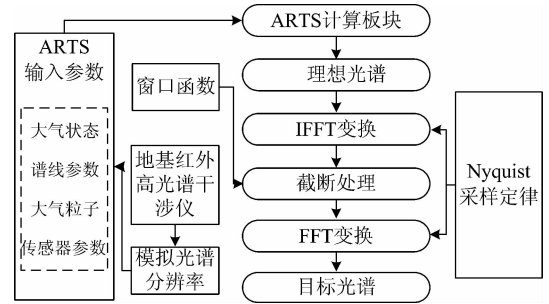 ARTS
输入参数
大气状态
谱线参数
大气粒子
传感器参数
窗口函数
地基红外
高光谱干
涉仪
模拟光谱
分辨率
ARTS计算板块
理想光谱
IFFT变换
截断处理
FFT变换
目标光谱
Nyquist
采样定律